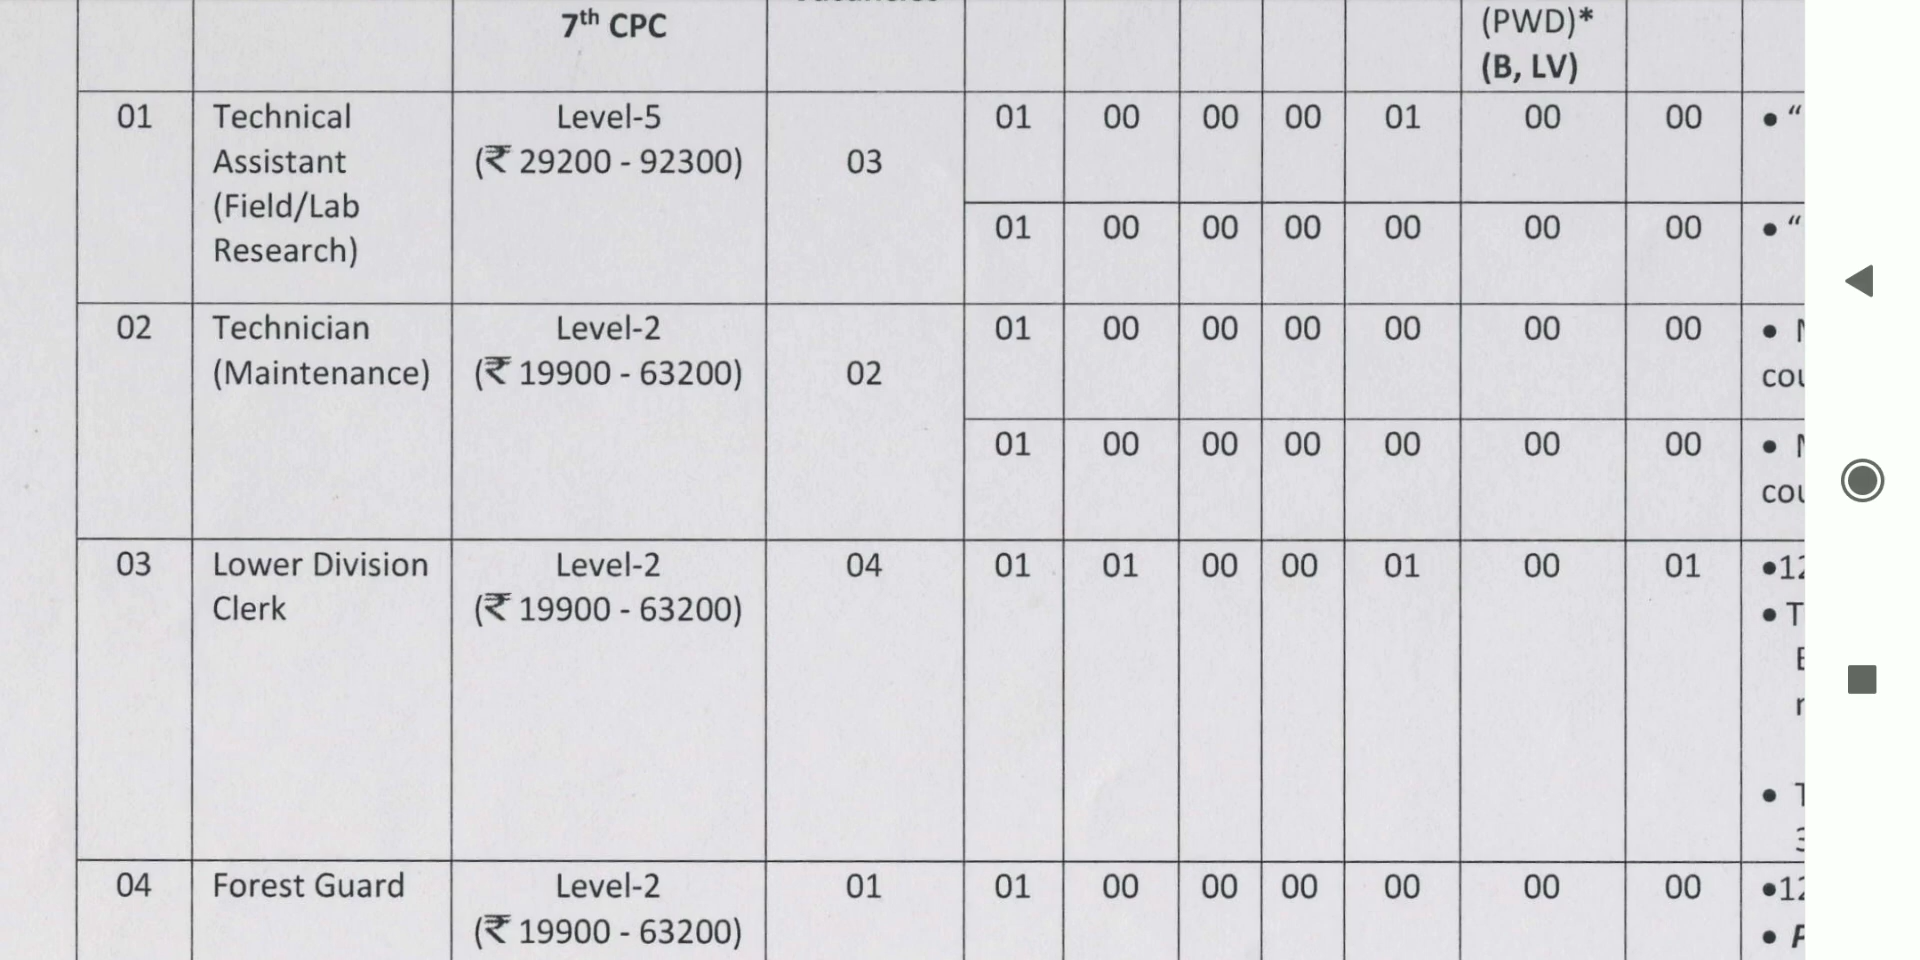 7th CPC
(PWD)*
(B, LV)
01 Technical Level-5 01 00 00 00 01 00 00 • “
Assistant (₹ 29200 - 92300) 03
(Field/Lab
01 00 00 00 00 00 00 • “
Research)
02 Technician Level-2 01 00 00 00 00 00 00 •
(Maintenance) (₹ 19900 - 63200) 02
01 00 00 00 00 00 00 •
03 Lower Division Level-2 04 01 01 00 00 01 00 01 •12
Clerk (₹ 19900 - 63200) •
•
04 Forest Guard Level-2 01 01 00 00 00 00 00 00 •12
(₹ 19900 - 63200) •